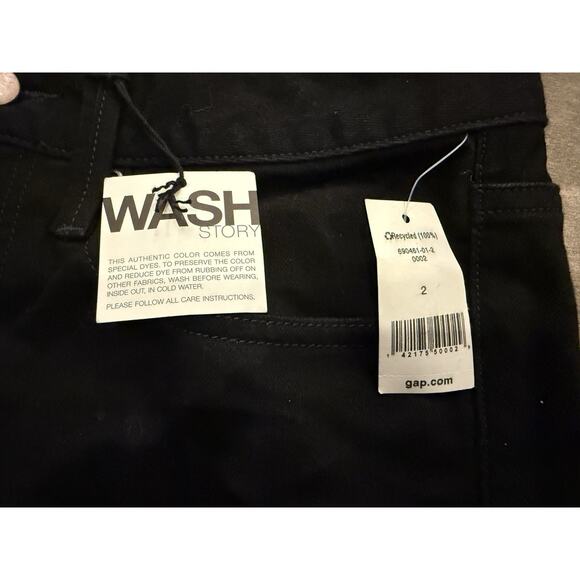 WASH
STORY
THIS AUTHENTIC COLOR COMES FROM
SPECIAL DYES. TO PRESERVE THE COLOR
AND REDUCE DYE FROM RUBBING OFF ON
OTHER FABRICS, WASH BEFORE WEARING,
INSIDE OUT, IN COLD WATER.
PLEASE FOLLOW ALL CARE INSTRUCTIONS.
Recycled (100%)
690461-01-2
0002
2
42175 50002
gap.com